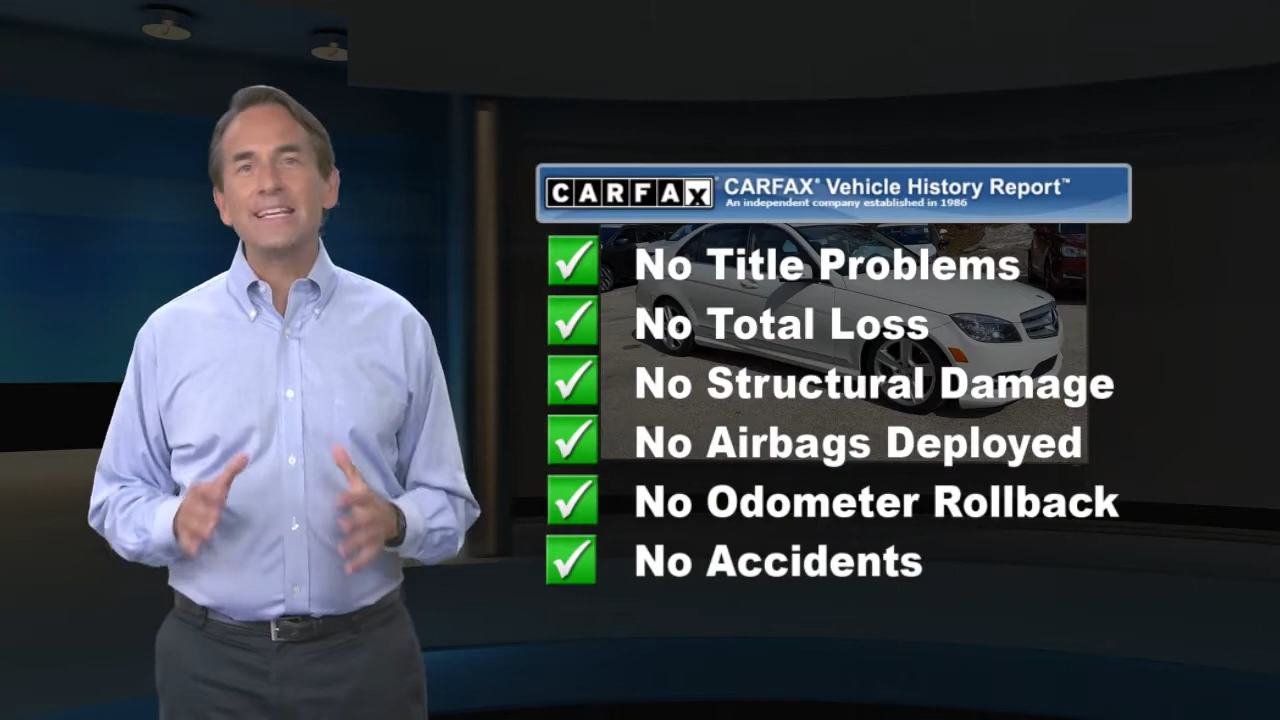 CARFAX CARFAX® Vehicle History Report™
An independent company established in 1986
No Title Problems
No Total Loss
No Structural Damage
No Airbags Deployed
No Odometer Rollback
No Accidents